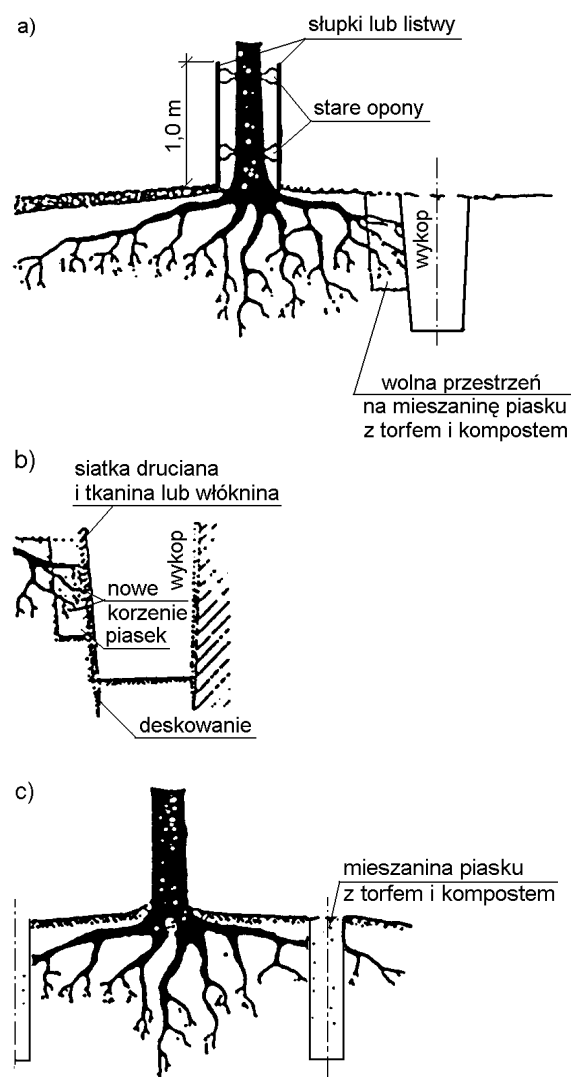 a)
słupki lub listwy
1,0 m
stare opony
wykop
wolna przestrzeń
na mieszaninę piasku
z torfem i kompostem
b)
siatka druciana
i tkanina lub włóknina
wykop
nowe
korzenie
piasek
deskowanie
c)
mieszanina piasku
z torfem i kompostem